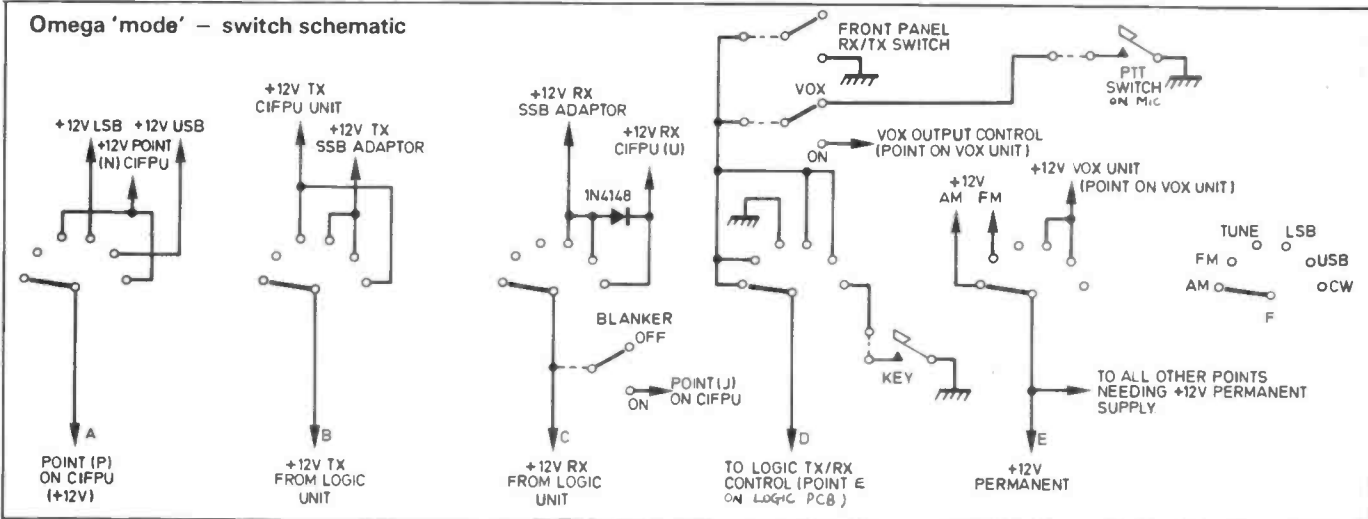 Omega 'mode' – switch schematic
+12V LSB
+12V USB
+12V POINT
(N) CIFPU
A
POINT (P)
ON CIFPU
(+12V)
+12V TX
CIFPU UNIT
+12V TX
SSB ADAPTOR
B
+12V TX
FROM LOGIC
UNIT
+12V RX
SSB ADAPTOR
+12V RX
CIFPU (U)
1N4148
BLANKER
OFF
ON
POINT (J)
ON CIFPU
C
+12V RX
FROM LOGIC
UNIT
FRONT PANEL
RX/TX SWITCH
VOX
PTT
SWITCH
ON MIC
ON
VOX OUTPUT CONTROL
(POINT ON VOX UNIT)
KEY
D
TO LOGIC TX/RX
CONTROL (POINT E
ON LOGIC PCB)
+12V
AM FM
+12V VOX UNIT
(POINT ON VOX UNIT)
TO ALL OTHER POINTS
NEEDING +12V PERMANENT
SUPPLY
E
+12V
PERMANENT
TUNE
LSB
FM
USB
AM
CW
F